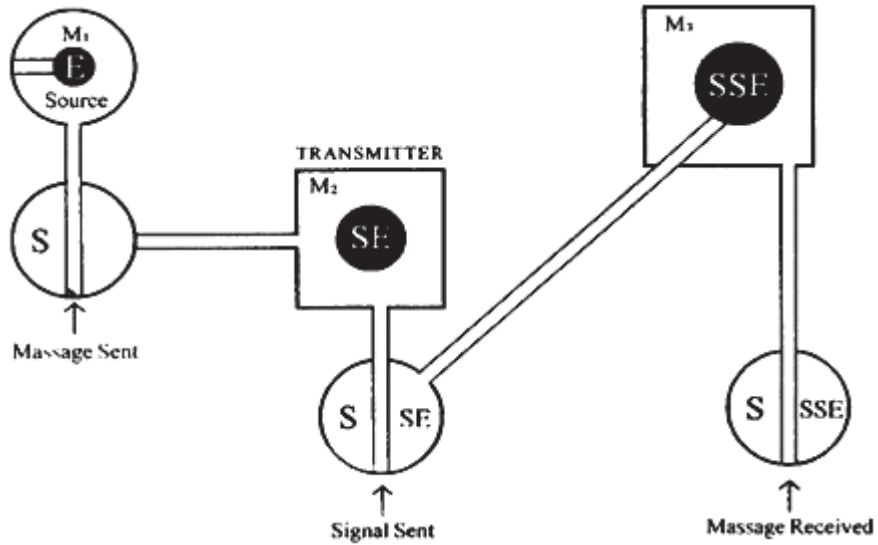 M₁
E
Source
S
Massage Sent
TRANSMITTER
M₂
SE
S
SE
Signal Sent
M₃
SSE
S
SSE
Massage Received